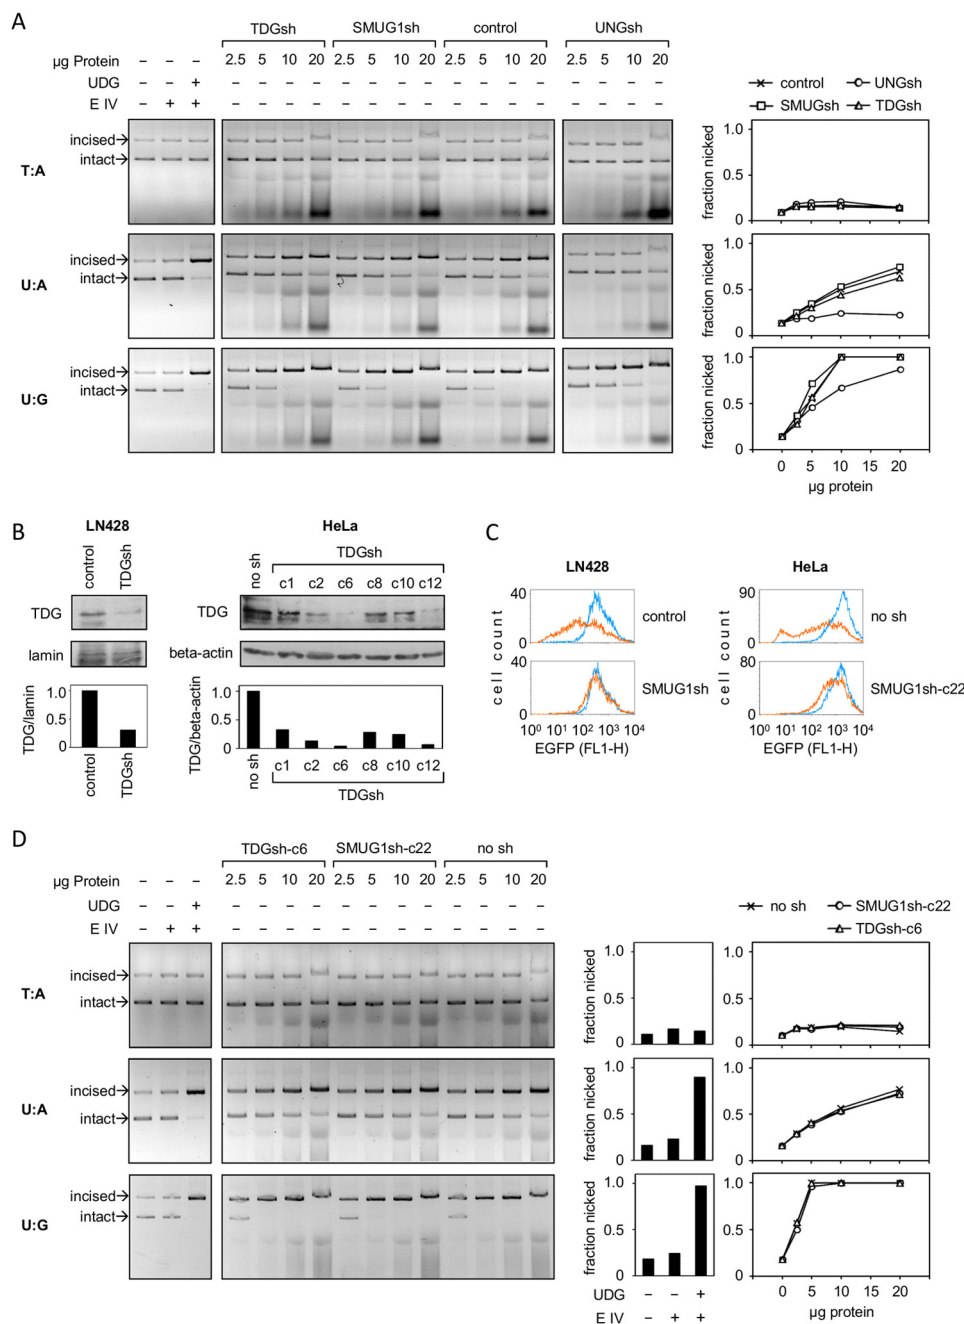 A
TDGsh SMUG1sh control UNGsh
µg Protein – – – 2.5 5 10 20 2.5 5 10 20 2.5 5 10 20 2.5 5 10 20
UDG – – + – – – – – – – – – – – – – – – –
E IV – + + – – – – – – – – – – – – – – – –
control UNGsh
SMUGsh TDGsh
T:A
incised→
intact→
fraction nicked
1.0
0.5
0
U:A
incised→
intact→
fraction nicked
1.0
0.5
0
U:G
incised→
intact→
fraction nicked
1.0
0.5
0
0 5 10 15 20
µg protein
B
LN428
control TDGsh
TDG
lamin
TDG/lamin
1.0
0.5
0
control TDGsh
HeLa
TDGsh
no sh c1 c2 c6 c8 c10 c12
TDG
beta-actin
TDG/beta-actin
1.0
0.5
0
no sh c1 c2 c6 c8 c10 c12
TDGsh
C
LN428
cell count
40
0
control
40
0
SMUG1sh
10⁰ 10¹ 10² 10³ 10⁴
EGFP (FL1-H)
HeLa
cell count
90
0
no sh
80
0
SMUG1sh-c22
10⁰ 10¹ 10² 10³ 10⁴
EGFP (FL1-H)
D
TDGsh-c6 SMUG1sh-c22 no sh
µg Protein – – – 2.5 5 10 20 2.5 5 10 20 2.5 5 10 20
UDG – – + – – – – – – – – – – – –
E IV – + + – – – – – – – – – – – –
no sh SMUG1sh-c22
TDGsh-c6
T:A
incised→
intact→
fraction nicked
1.0
0.5
0
1.0
0.5
0
U:A
incised→
intact→
fraction nicked
1.0
0.5
0
1.0
0.5
0
U:G
incised→
intact→
fraction nicked
1.0
0.5
0
1.0
0.5
0
UDG – – +
E IV – + +
0 5 10 15 20
µg protein